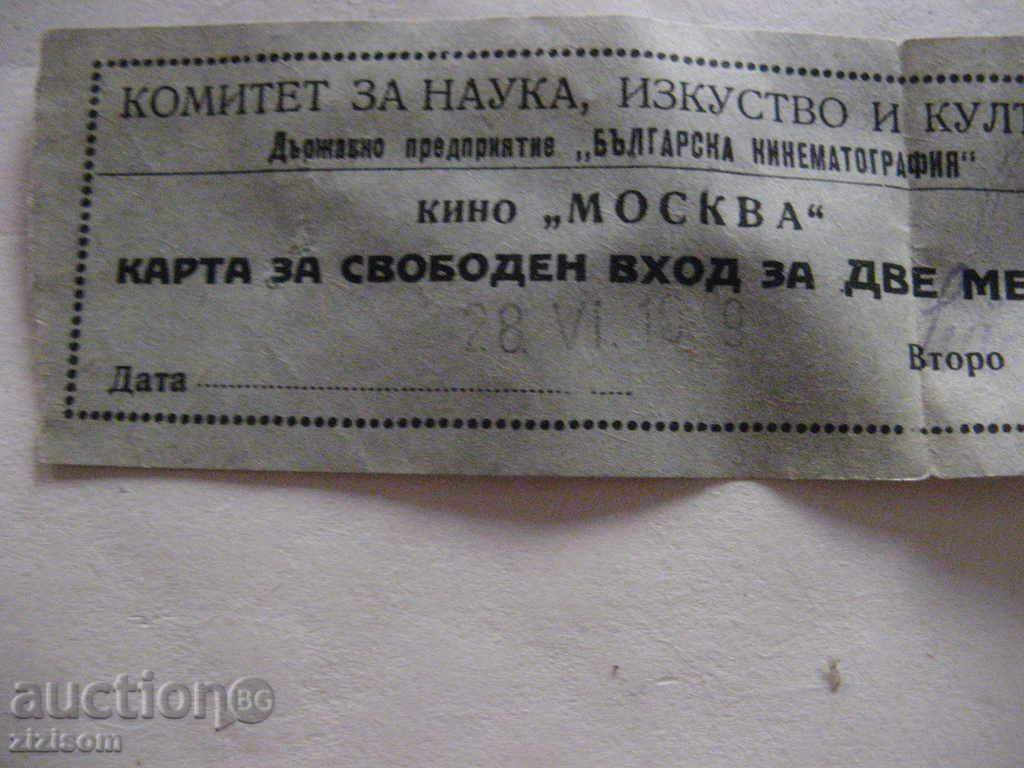 КОМИТЕТ ЗА НАУКА, ИЗКУСТВО И КУЛТ
Държавно предприятие „БЪЛГАРСКА КИНЕМАТОГРАФИЯ“
КИНО „МОСКВА“
КАРТА ЗА СВОБОДЕН ВХОД ЗА ДВЕ МЕ
28. VI.
Второ
Дата
auction BG
zizisom